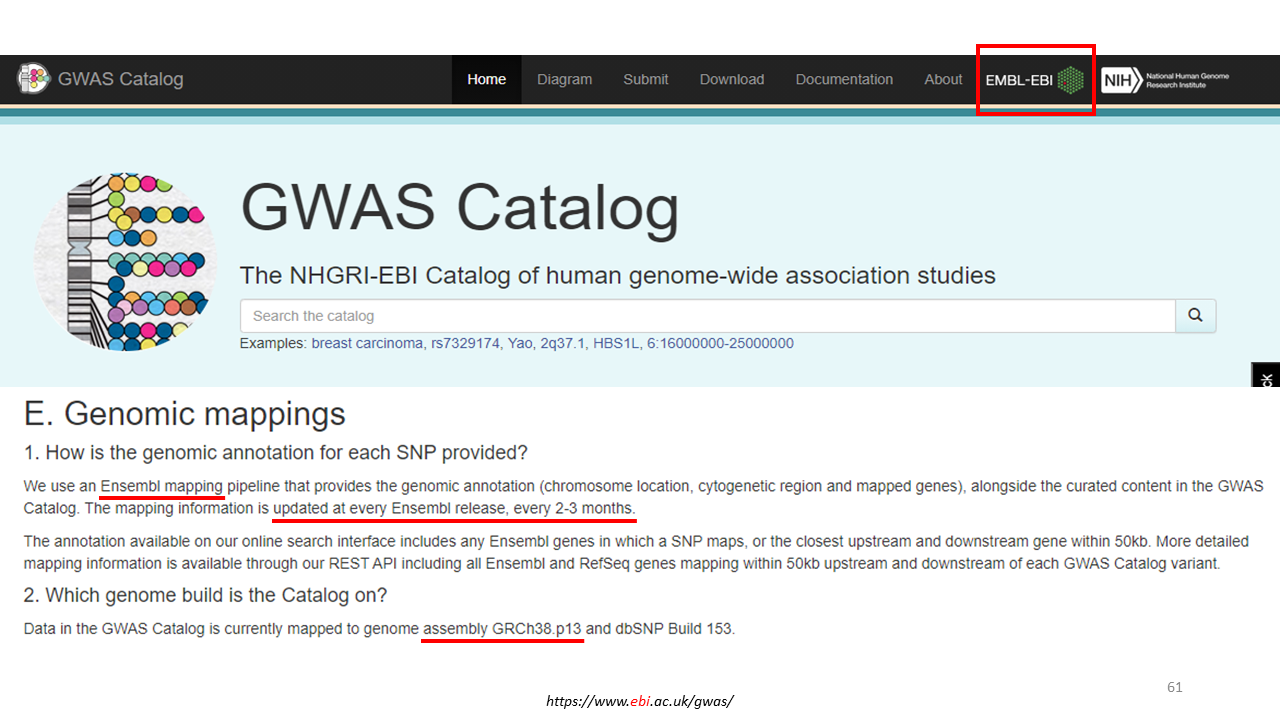 GWAS Catalog Home Diagram Submit Download Documentation About EMBL-EBI NIH National Human Genome
Research Institute
GWAS Catalog
The NHGRI-EBI Catalog of human genome-wide association studies
Search the catalog
Examples: breast carcinoma, rs7329174, Yao, 2q37.1, HBS1L, 6:16000000-25000000
ck
E. Genomic mappings
1. How is the genomic annotation for each SNP provided?
We use an Ensembl mapping pipeline that provides the genomic annotation (chromosome location, cytogenetic region and mapped genes), alongside the curated content in the GWAS
Catalog. The mapping information is updated at every Ensembl release, every 2-3 months.
The annotation available on our online search interface includes any Ensembl genes in which a SNP maps, or the closest upstream and downstream gene within 50kb. More detailed
mapping information is available through our REST API including all Ensembl and RefSeq genes mapping within 50kb upstream and downstream of each GWAS Catalog variant.
2. Which genome build is the Catalog on?
Data in the GWAS Catalog is currently mapped to genome assembly GRCh38.p13 and dbSNP Build 153.
61
https://www.ebi.ac.uk/gwas/